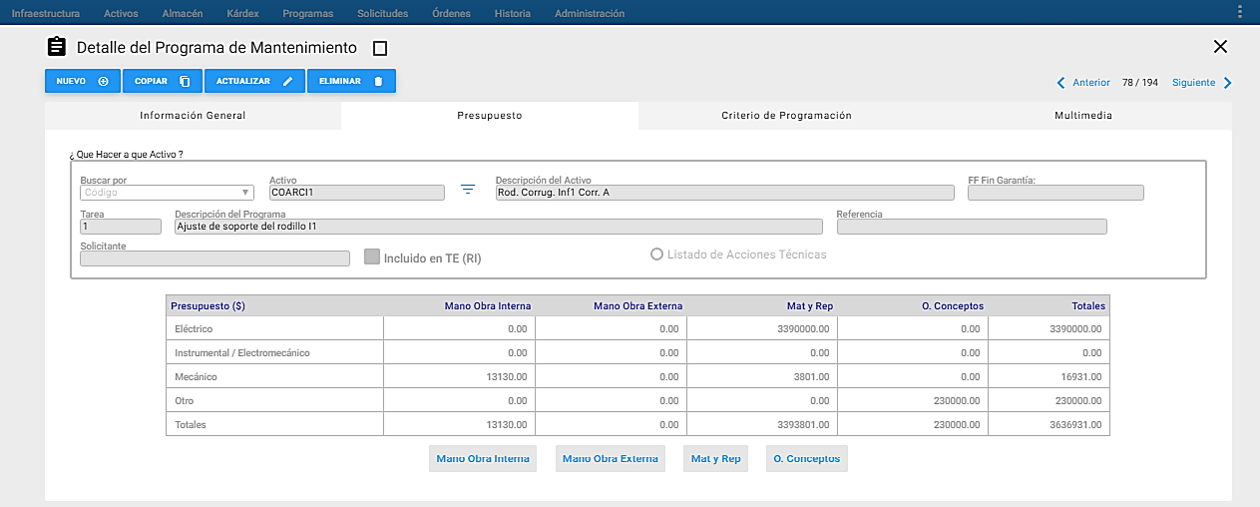 Infraestructura Activos Almacén Kárdex Programas Solicitudes Órdenes Historia Administración
Detalle del Programa de Mantenimiento
NUEVO COPIAR ACTUALIZAR ELIMINAR
Anterior 78 / 194 Siguiente
Información General Presupuesto Criterio de Programación Multimedia
¿ Que Hacer a que Activo ?
Buscar por Activo Descripción del Activo FF Fin Garantía:
Código COARCI1 Rod. Corrug. Inf1 Corr. A
Tarea Descripción del Programa Referencia
1 Ajuste de soporte del rodillo I1
Solicitante
Incluido en TE (RI) Listado de Acciones Técnicas
Presupuesto ($) Mano Obra Interna Mano Obra Externa Mat y Rep O. Conceptos Totales
Eléctrico 0.00 0.00 3390000.00 0.00 3390000.00
Instrumental / Electromecánico 0.00 0.00 0.00 0.00 0.00
Mecánico 13130.00 0.00 3801.00 0.00 16931.00
Otro 0.00 0.00 0.00 230000.00 230000.00
Totales 13130.00 0.00 3393801.00 230000.00 3636931.00
Mano Obra Interna Mano Obra Externa Mat y Rep O. Conceptos